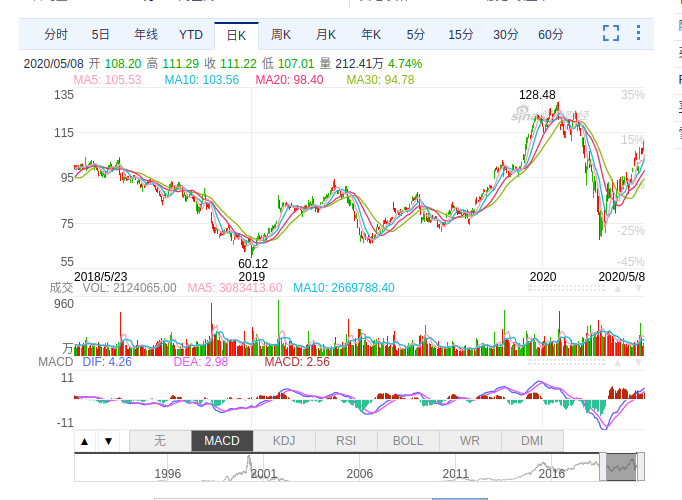 分时 5日 年线 YTD 日K 周K 月K 年K 5分 15分 30分 60分
2020/05/08 开 108.20 高 111.29 收 111.22 低 107.01 量 212.41万 4.74%
MA5: 105.53 MA10: 103.56 MA20: 98.40 MA30: 94.78
135 128.48 35%
sina 新浪财经
115 15%
95
75 -25%
55 60.12 -45%
2018/5/23 2019 2020 2020/5/8
成交 VOL: 2124065.00 MA5: 3083413.60 MA10: 2669788.40
960
万
MACD DIF: 4.26 DEA: 2.98 MACD: 2.56
11
-11
▲ ▼ 无 MACD KDJ RSI BOLL WR DMI
1996 2001 2006 2011 2016